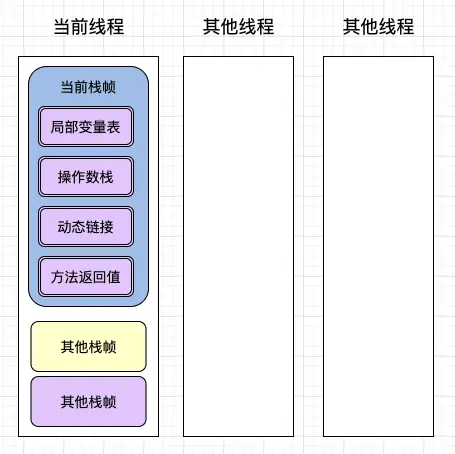 当前线程
其他线程
其他线程
当前栈帧
局部变量表
操作数栈
动态链接
方法返回值
其他栈帧
其他栈帧